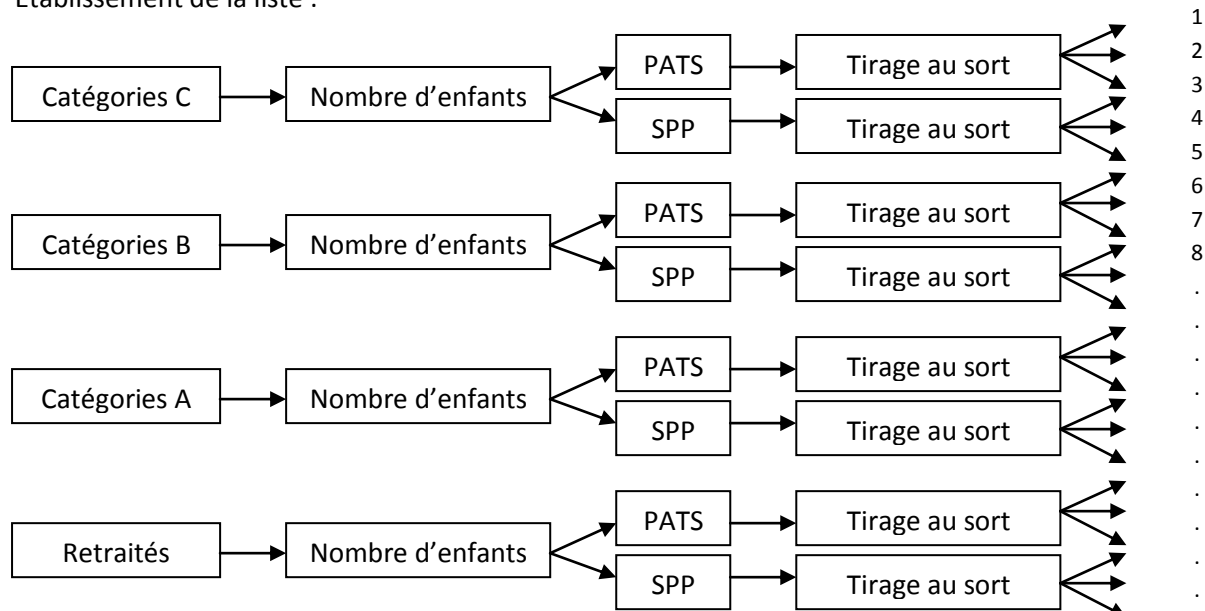 Etablissement de la liste :
Catégories C
Nombre d'enfants
PATS
Tirage au sort
SPP
Tirage au sort
Catégories B
Nombre d'enfants
PATS
Tirage au sort
SPP
Tirage au sort
Catégories A
Nombre d'enfants
PATS
Tirage au sort
SPP
Tirage au sort
Retraités
Nombre d'enfants
PATS
Tirage au sort
SPP
Tirage au sort
1
2
3
4
5
6
7
8
.
.
.
.
.
.
.
.
.
.